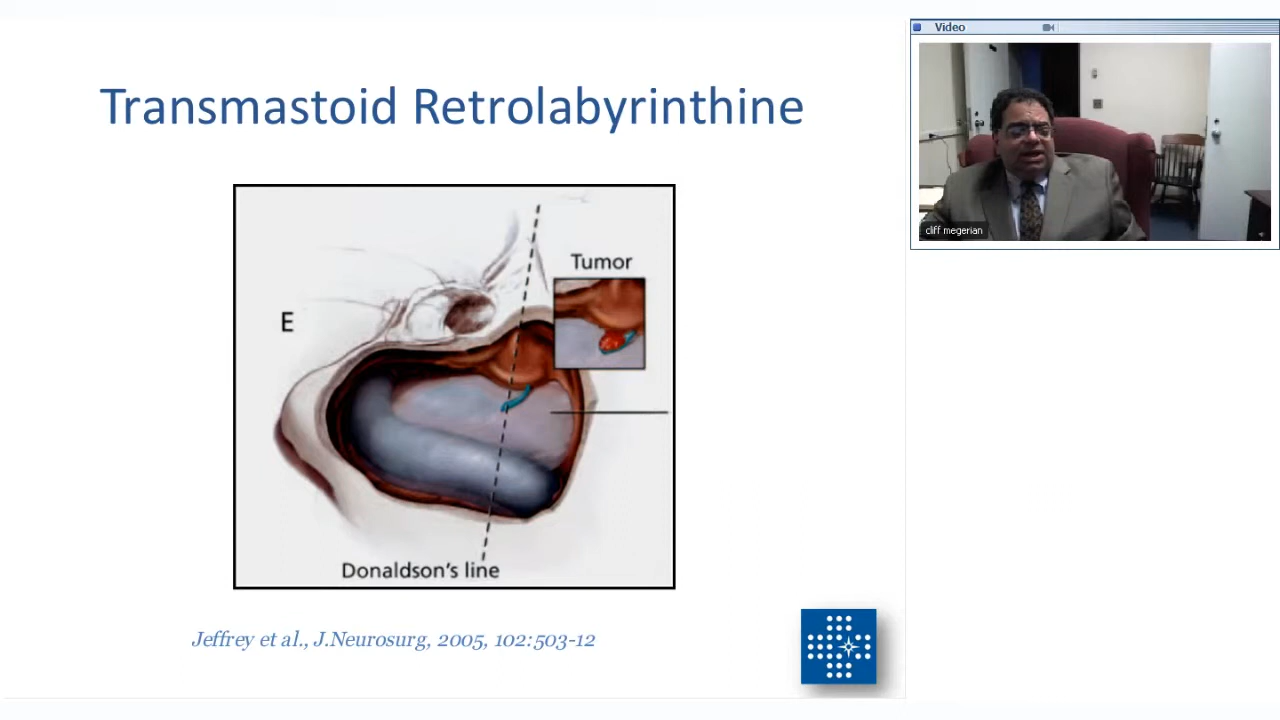 Transmastoid Retrolabyrinthine
Tumor
E
Donaldson's line
Jeffrey et al., J.Neurosurg, 2005, 102:503-12
Video
cliff megerian